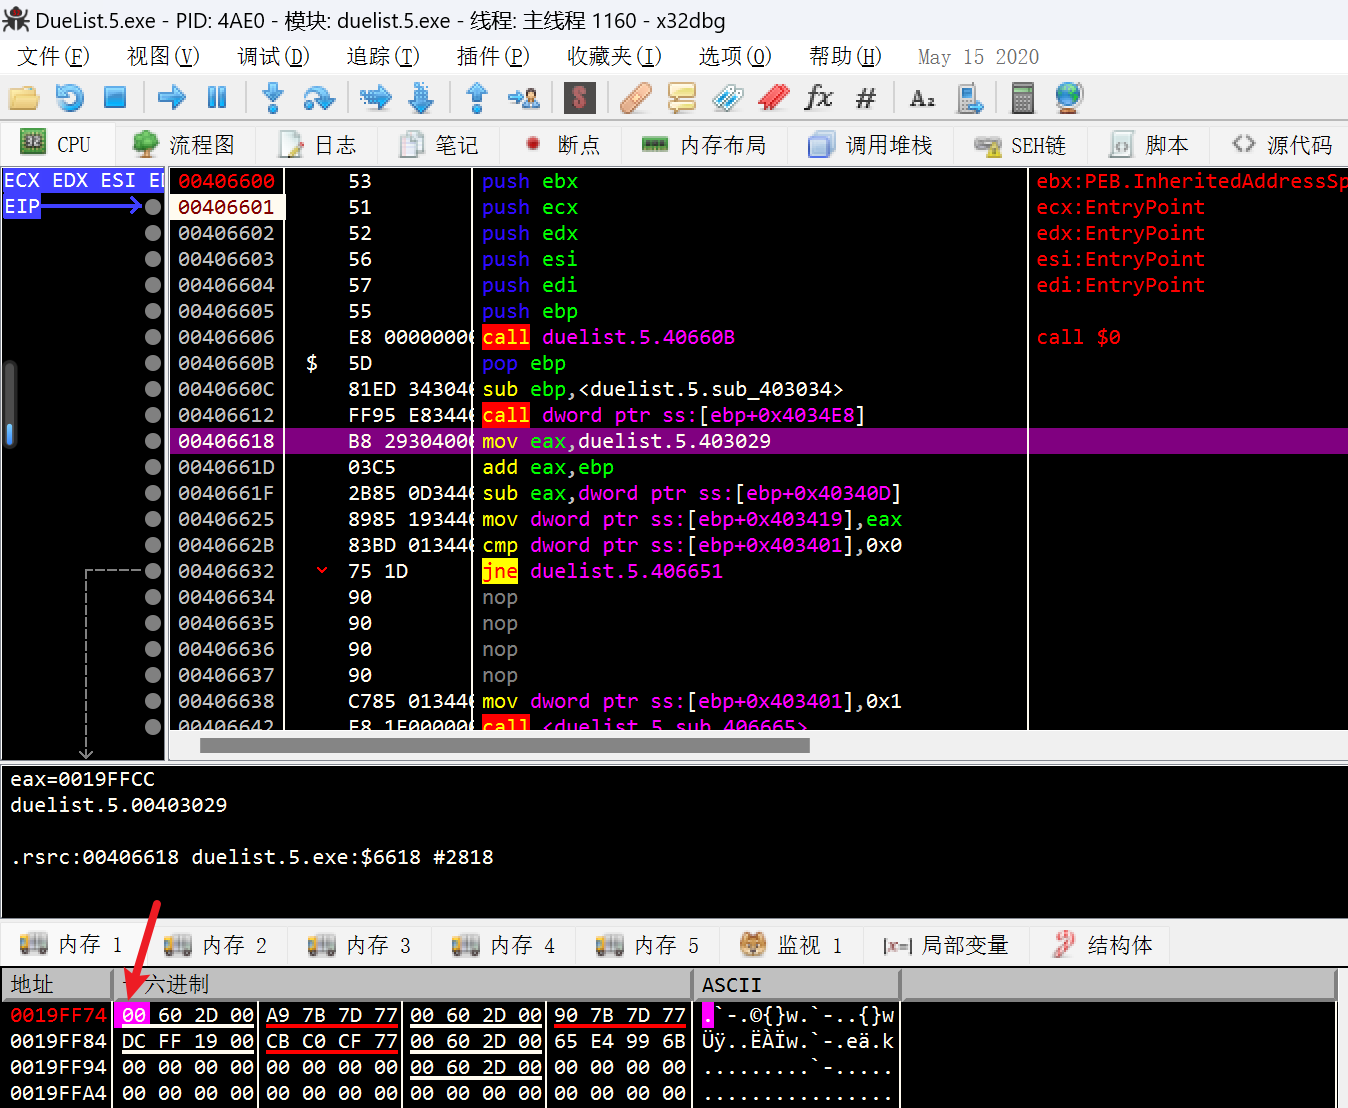 DueList.5.exe - PID: 4AE0 - 模块: duelist.5.exe - 线程: 主线程 1160 - x32dbg
文件(F) 视图(V) 调试(D) 追踪(T) 插件(P) 收藏夹(I) 选项(O) 帮助(H) May 15 2020
CPU 流程图 日志 笔记 断点 内存布局 调用堆栈 SEH链 脚本 源代码
ECX EDX ESI 00406600 53 push ebx ebx:PEB.InheritedAddressSp
EIP 00406601 51 push ecx ecx:EntryPoint
00406602 52 push edx edx:EntryPoint
00406603 56 push esi esi:EntryPoint
00406604 57 push edi edi:EntryPoint
00406605 55 push ebp
00406606 E8 0000000 call duelist.5.40660B call $0
0040660B $ 5D pop ebp
0040660C 81ED 34304 sub ebp,<duelist.5.sub_403034>
00406612 FF95 E8344 call dword ptr ss:[ebp+0x4034E8]
00406618 B8 2930400 mov eax,duelist.5.403029
0040661D 03C5 add eax,ebp
0040661F 2B85 0D344 sub eax,dword ptr ss:[ebp+0x40340D]
00406625 8985 19344 mov dword ptr ss:[ebp+0x403419],eax
0040662B 83BD 01344 cmp dword ptr ss:[ebp+0x403401],0x0
00406632 75 1D jne duelist.5.406651
00406634 90 nop
00406635 90 nop
00406636 90 nop
00406637 90 nop
00406638 C785 01344 mov dword ptr ss:[ebp+0x403401],0x1
00406642 E8 1E00000 call <duelist.5.sub_406665>
eax=0019FFCC
duelist.5.00403029
.rsrc:00406618 duelist.5.exe:$6618 #2818
内存 1 内存 2 内存 3 内存 4 内存 5 监视 1 [x=] 局部变量 结构体
地址 六进制 ASCII
0019FF74 00 60 2D 00 A9 7B 7D 77 00 60 2D 00 90 7B 7D 77 .`-.©{}w.`-..{}w
0019FF84 DC FF 19 00 CB C0 CF 77 00 60 2D 00 65 E4 99 6B Üÿ..ËÀÏw.`-.eä.k
0019FF94 00 00 00 00 00 00 00 00 00 60 2D 00 00 00 00 00 .........`-.....
0019FFA4 00 00 00 00 00 00 00 00 00 00 00 00 00 00 00 00 ................